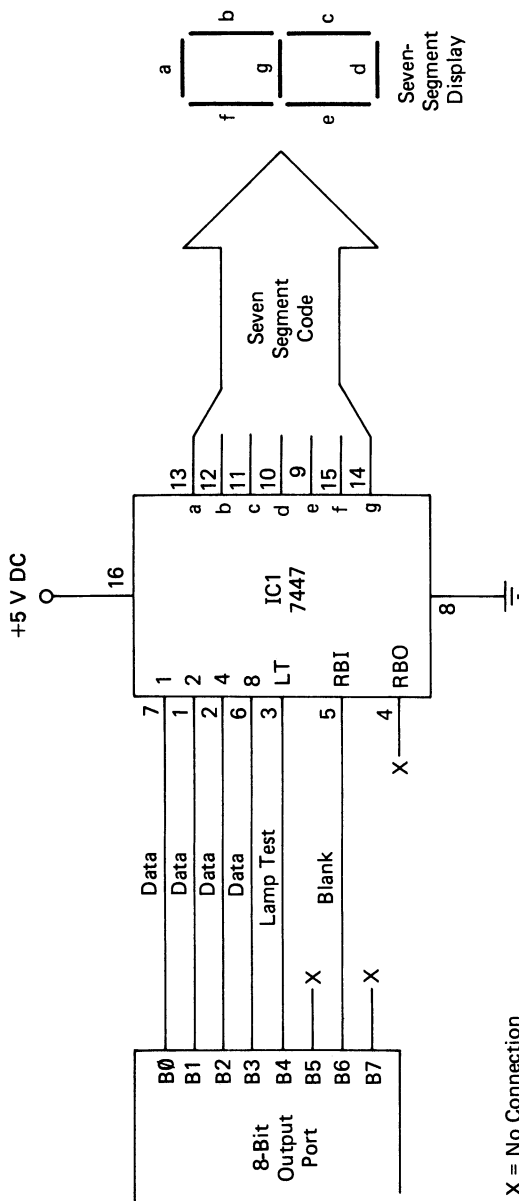 +5 V DC
16
8-Bit
Output
Port
BØ
B1
B2
B3
B4
B5
B6
B7
Data
Data
Data
Data
Lamp Test
X
Blank
X
7
1
2
6
3
5
4
X
1
2
4
8
LT
RBI
RBO
IC1
7447
8
a
b
c
d
e
f
g
13
12
11
10
9
15
14
Seven
Segment
Code
a
b
c
d
e
f
g
Seven-
Segment
Display
X = No Connection